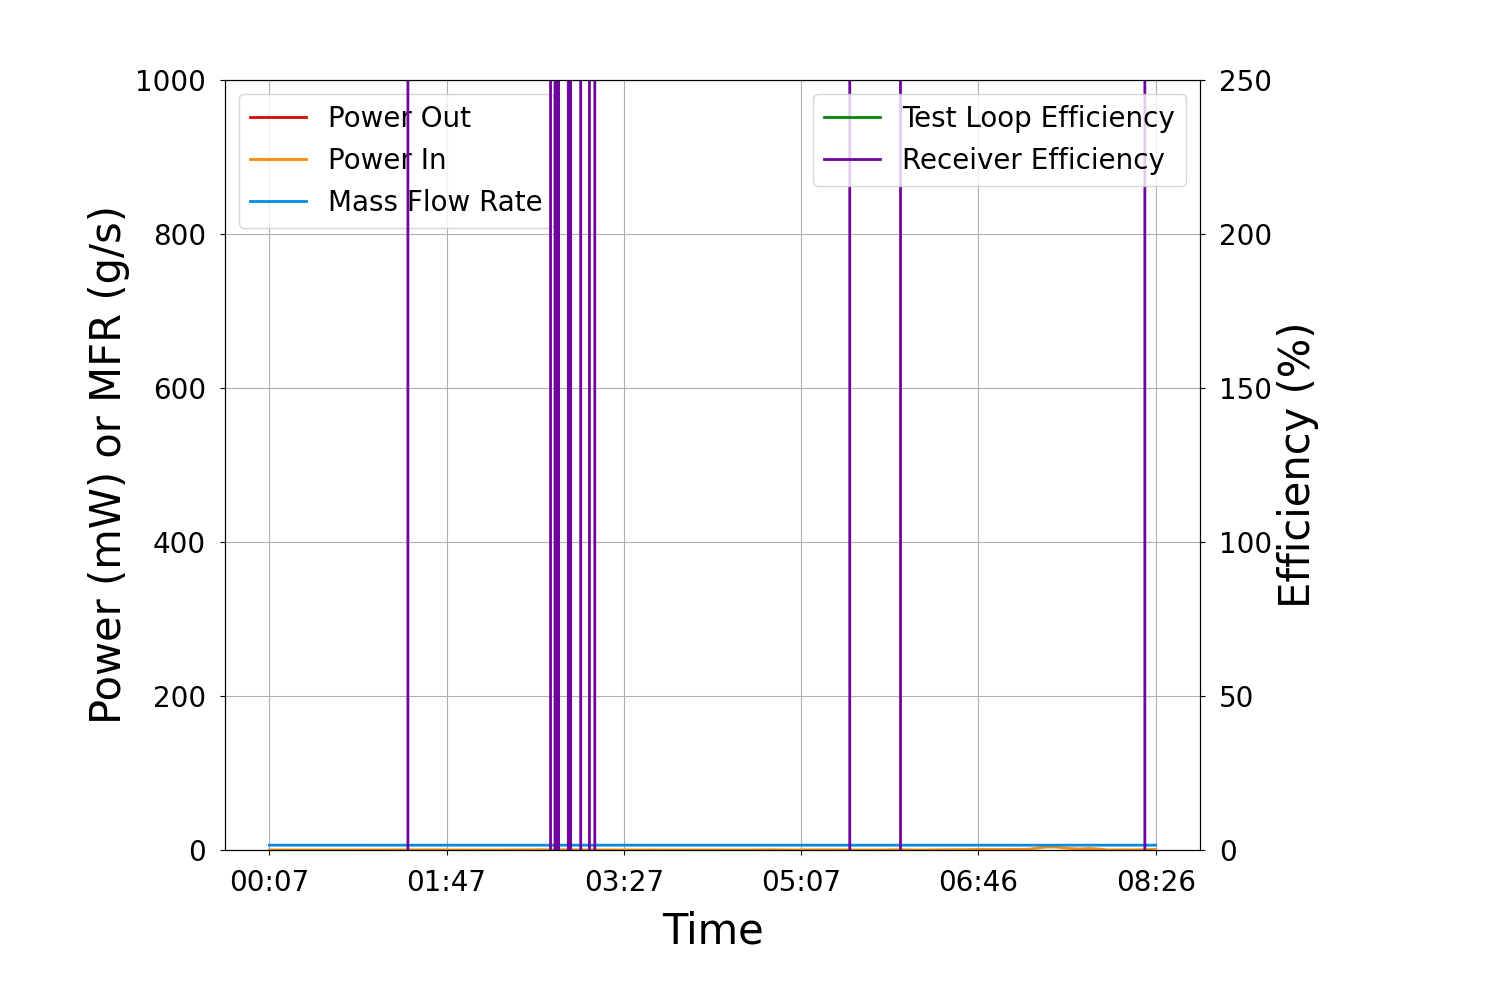 Power (mW) or MFR (g/s)
1000
800
600
400
200
0
Power Out
Power In
Mass Flow Rate
Test Loop Efficiency
Receiver Efficiency
250
200
150
100
50
0
Efficiency (%)
00:07 01:47 03:27 05:07 06:46 08:26
Time